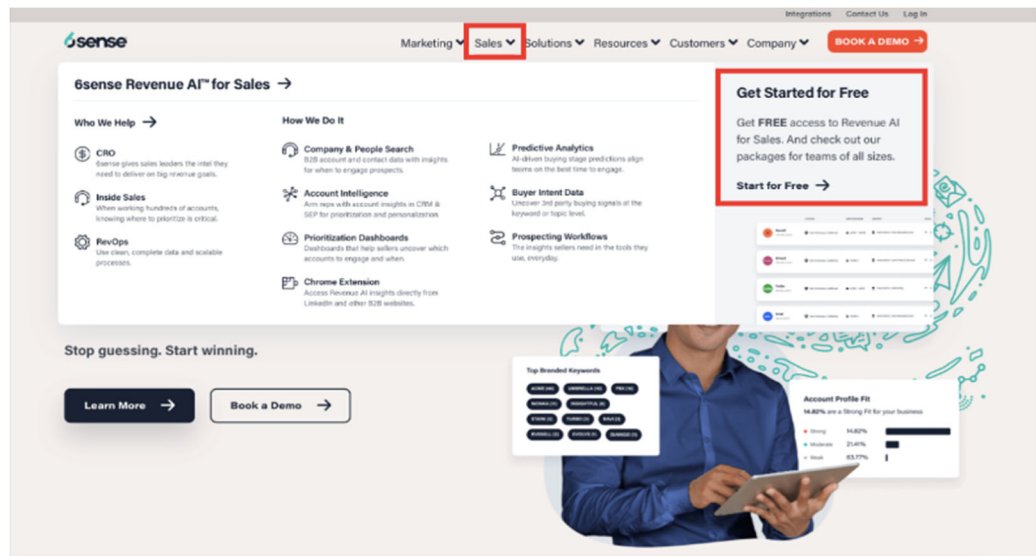 Integrations Contact Us Log In
6sense
Marketing Sales Solutions Resources Customers Company BOOK A DEMO →
6sense Revenue AI™ for Sales →
Who We Help →
CRO
6sense gives sales leaders the intel they
need to deliver on big revenue goals.
Inside Sales
When working hundreds of accounts,
knowing where to prioritize is critical.
RevOps
Use clean, complete data and scalable
processes.
How We Do It
Company & People Search
B2B account and contact data with insights
for when to engage prospects.
Account Intelligence
Arm reps with account insights in CRM &
SEP for prioritization and personalization.
Prioritization Dashboards
Dashboards that help sellers uncover which
accounts to engage and when.
Chrome Extension
Access Revenue AI insights directly from
LinkedIn and other B2B websites.
Predictive Analytics
AI-driven buying stage predictions align
teams on the best time to engage.
Buyer Intent Data
Uncover 3rd party buying signals at the
keyword or topic level.
Prospecting Workflows
The insights sellers need in the tools they
use, everyday.
Get Started for Free
Get FREE access to Revenue AI
for Sales. And check out our
packages for teams of all sizes.
Start for Free →
Stop guessing. Start winning.
Learn More →
Book a Demo →
Top Branded Keywords
Account Profile Fit
14.82% are a Strong Fit for your business
Strong 14.82%
Moderate 21.41%
Weak 63.77%